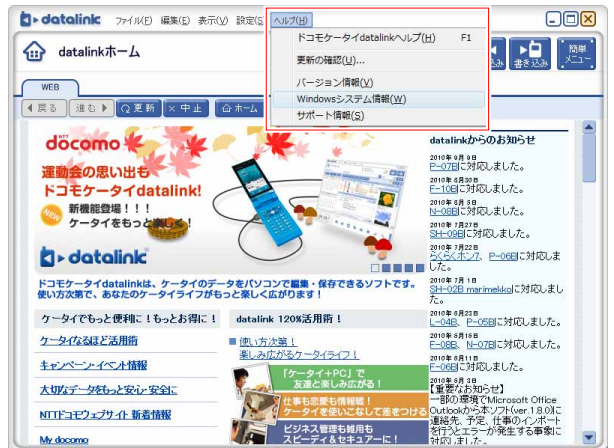 datalink ファイル(F) 編集(E) 表示(V) 設定(S ヘルプ(H)
ドコモケータイdatalinkヘルプ(H) F1
更新の確認(U)...
バージョン情報(V)
Windowsシステム情報(W)
サポート情報(S)
datalinkホーム
込み 書き込み 簡単メニュー
WEB
戻る 進む 更新 中止 ホーム
NTT
docomo
運動会の思い出も
ドコモケータイdatalink!
NEW 新機能登場!!!
ケータイをもっと楽しく!
datalink
ドコモケータイdatalinkは、ケータイのデータをパソコンで編集・保存できるソフトです。
使い方次第で、あなたのケータイライフがもっと楽しく広がります!
ケータイでもっと便利に!もっとお得に!
ケータイなるほど活用術
キャンペーン・イベント情報
大切なデータをもっと安心・安全に
NTTドコモウェブサイト新着情報
My docomo
datalink 120%活用術!
使い方次第!
楽しみ広がるケータイライフ!
「ケータイ+PC」で
友達と楽しみ広がる!
仕事も恋愛も情報戦!
ケータイを使いこなして差をつける
ビジネス管理も雑用も
スピーディ&セキュアーに!
datalinkからのお知らせ
2010年9月9日
P-07Bに対応しました。
2010年8月30日
F-10Bに対応しました。
N-08Bに対応しました。
2010年7月27日
SH-09Bに対応しました。
2010年7月22日
らくらくホン7、P-06Bに対応しま
した。
2010年7月1日
SH-02B marimekkoに対応しまし
た。
2010年6月23日
L-04B、P-05Bに対応しました。
F-08B、N-07Bに対応しました。
2010年6月11日
F-06Bに対応しました。
2010年6月3日
【重要なお知らせ】
一部の環境でMicrosoft Office
Outlookから本ソフト(ver.1.8.0)に
連絡先、予定、仕事のインポート
を行うとエラーが発生する事象に
対応しました。